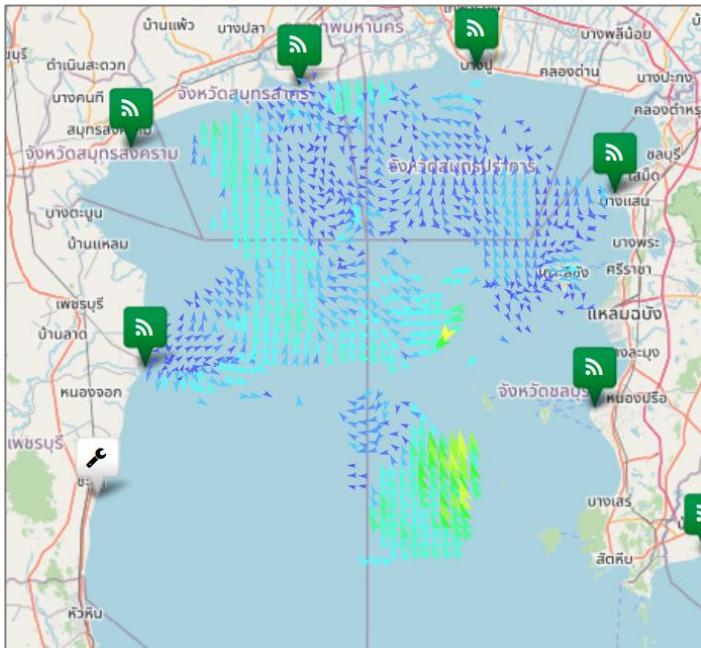 บ้านแพ้ว
บางปลา
พมหานคร
บางพลีน้อย
ดำเนินสะดวก
บางปู
คลองด่าน
บางปะกง
บางคนที
จังหวัดสมุทรสาคร
คลองตำหรุ
สมุทรสงคราม
จังหวัดสมุทรสงคราม
ชลบุรี
จังหวัดสมุทรปราการ
เสม็ด
บางแสน
บางตะบูน
บ้านแหลม
บางพระ
ศรีราชา
เพชรบุรี
บ้านลาด
แหลมฉบัง
บางละมุง
หนองจอก
จังหวัดชลบุรี
หนองปรือ
เพชรบุรี
บางเสร่
สัตหีบ
หัวหิน